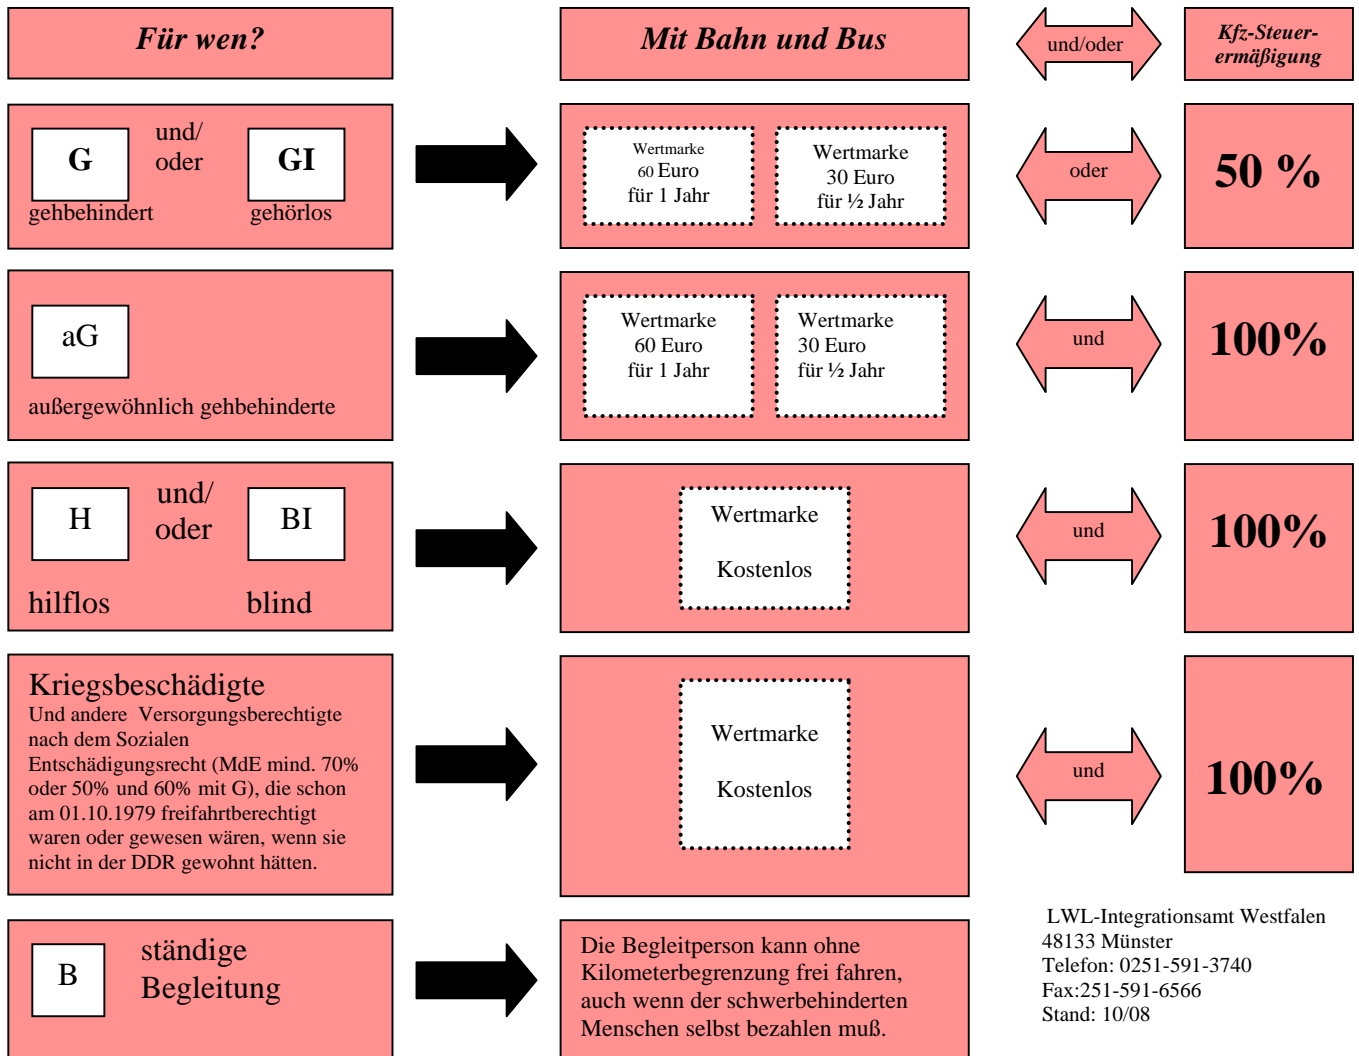 Für wen?
Mit Bahn und Bus
und/oder
Kfz-Steuer-
ermäßigung
G
und/
oder
GI
gehbehindert
gehörlos
Wertmarke
60 Euro
für 1 Jahr
Wertmarke
30 Euro
für ½ Jahr
oder
50 %
aG
außergewöhnlich gehbehinderte
Wertmarke
60 Euro
für 1 Jahr
Wertmarke
30 Euro
für ½ Jahr
und
100%
H
und/
oder
BI
hilflos
blind
Wertmarke
Kostenlos
und
100%
Kriegsbeschädigte
Und andere Versorgungsberechtigte
nach dem Sozialen
Entschädigungsrecht (MdE mind. 70%
oder 50% und 60% mit G), die schon
am 01.10.1979 freifahrtberechtigt
waren oder gewesen wären, wenn sie
nicht in der DDR gewohnt hätten.
Wertmarke
Kostenlos
und
100%
B
ständige
Begleitung
Die Begleitperson kann ohne
Kilometerbegrenzung frei fahren,
auch wenn der schwerbehinderten
Menschen selbst bezahlen muß.
LWL-Integrationsamt Westfalen
48133 Münster
Telefon: 0251-591-3740
Fax:251-591-6566
Stand: 10/08